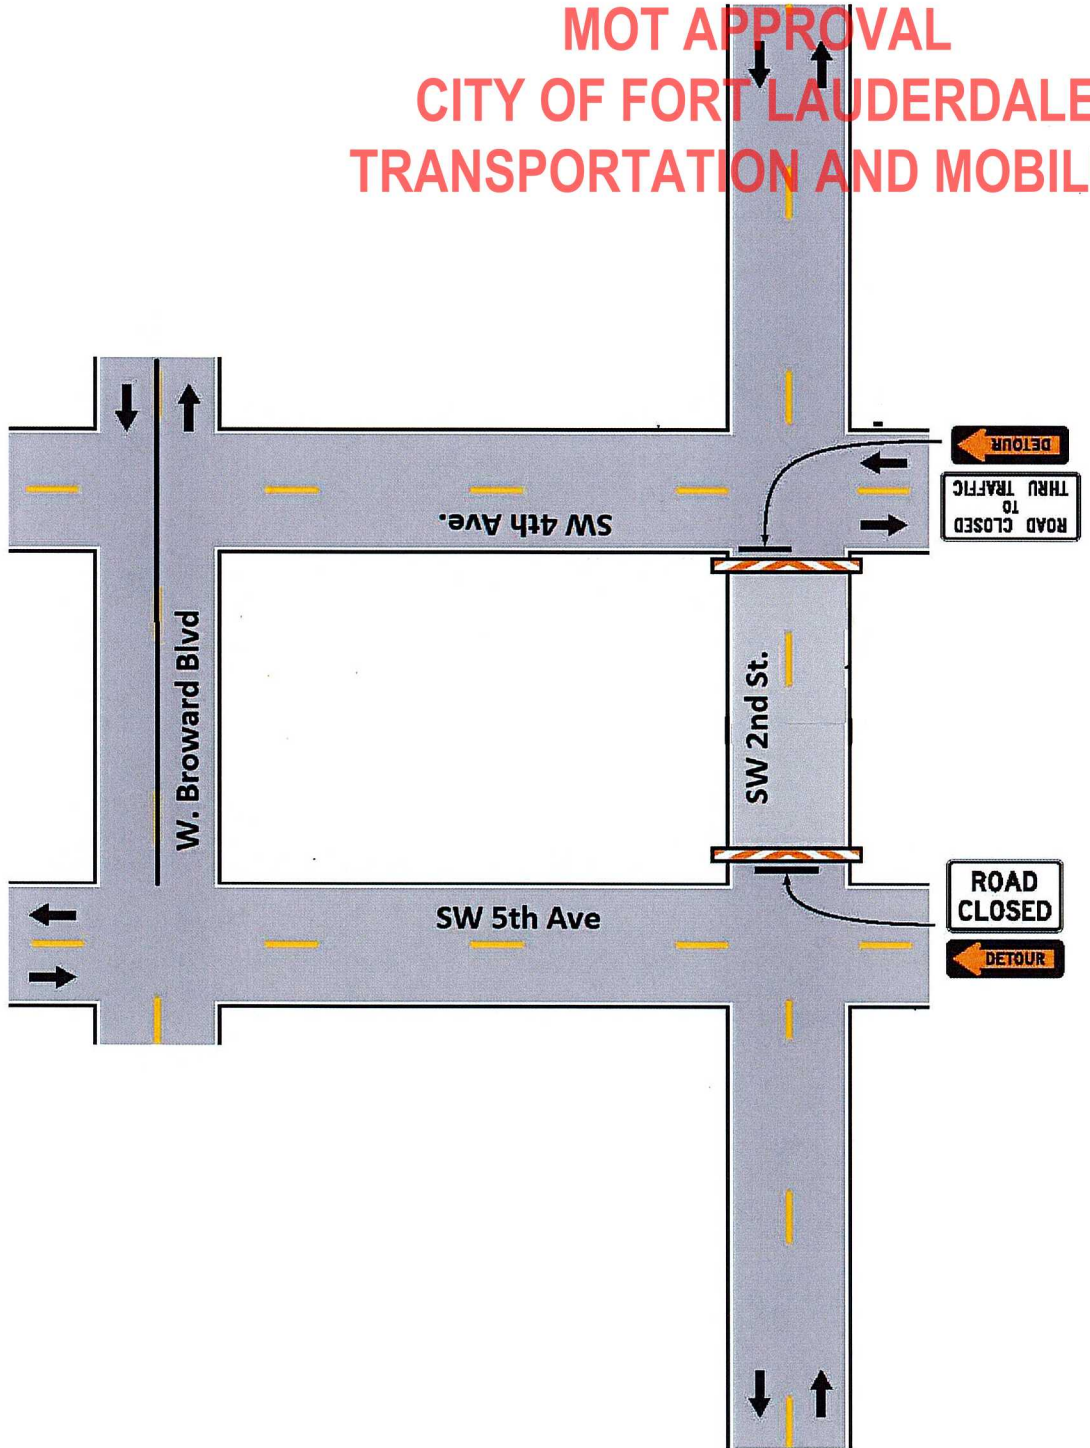 MOT APPROVAL
CITY OF FORT LAUDERDALE
TRANSPORTATION AND MOBIL
DETOUR
ROAD CLOSED
TO
THRU TRAFFIC
SW 4th Ave.
W. Broward Blvd
SW 2nd St.
ROAD
CLOSED
SW 5th Ave
DETOUR